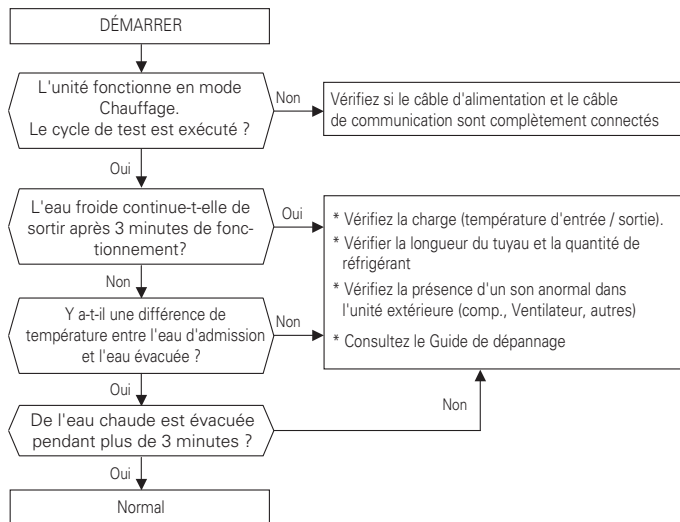 DÉMARRER
L'unité fonctionne en mode
Chauffage.
Le cycle de test est exécuté ?
Non
Vérifiez si le câble d'alimentation et le câble
de communication sont complètement connectés
Oui
L'eau froide continue-t-elle de
sortir après 3 minutes de fonc-
tionnement?
Oui
* Vérifiez la charge (température d'entrée / sortie).
* Vérifier la longueur du tuyau et la quantité de
réfrigérant
* Vérifiez la présence d'un son anormal dans
l'unité extérieure (comp., Ventilateur, autres)
* Consultez le Guide de dépannage
Non
Y a-t-il une différence de
température entre l'eau d'admission
et l'eau évacuée ?
Non
Oui
De l'eau chaude est évacuée
pendant plus de 3 minutes ?
Non
Oui
Normal